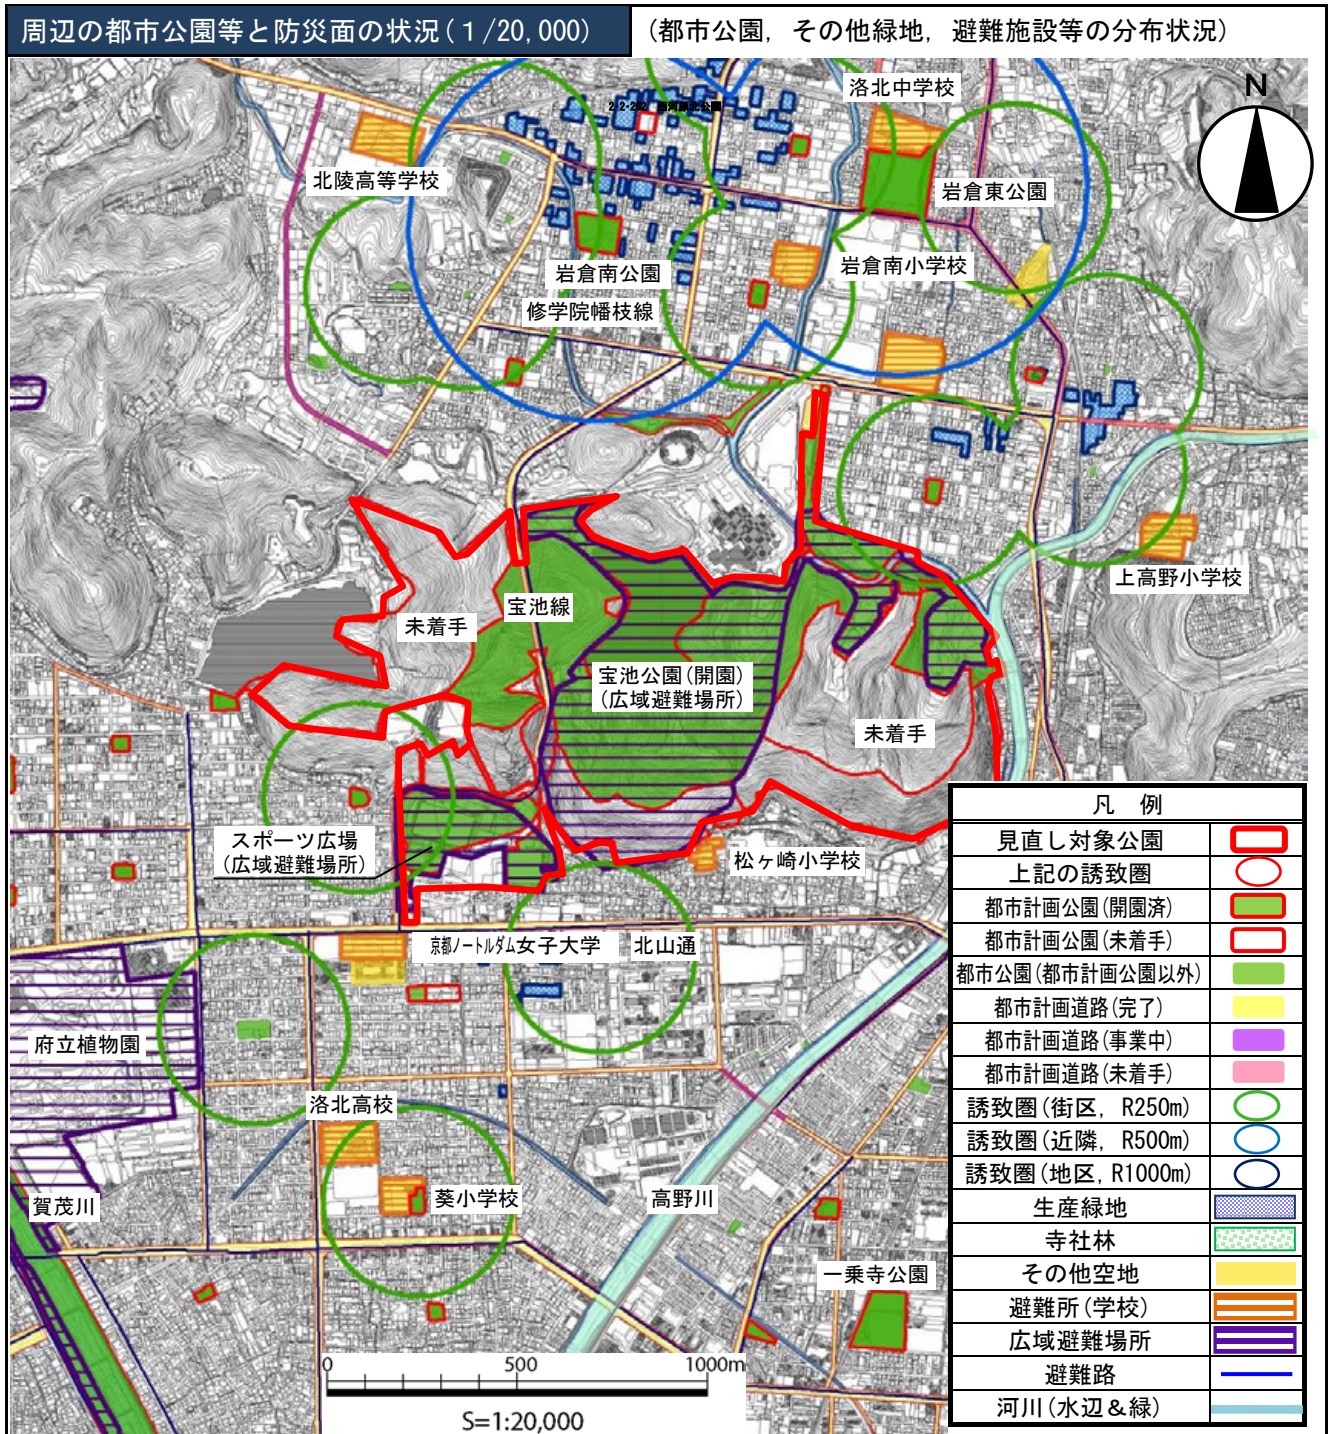 周辺の都市公園等と防災面の状況(１/20,000)
(都市公園，その他緑地，避難施設等の分布状況)
N
洛北中学校
2・2・262 西河原北公園
北陵高等学校
岩倉東公園
岩倉南公園
岩倉南小学校
修学院幡枝線
上高野小学校
宝池線
未着手
宝池公園(開園)
(広域避難場所)
未着手
スポーツ広場
(広域避難場所)
松ヶ崎小学校
京都ノートルダム女子大学
北山通
府立植物園
洛北高校
賀茂川
葵小学校
高野川
一乗寺公園
0 500 1000m
S=1:20,000
凡 例
見直し対象公園
上記の誘致圏
都市計画公園(開園済)
都市計画公園(未着手)
都市公園(都市計画公園以外)
都市計画道路(完了)
都市計画道路(事業中)
都市計画道路(未着手)
誘致圏(街区，R250m)
誘致圏(近隣，R500m)
誘致圏(地区，R1000m)
生産緑地
寺社林
その他空地
避難所(学校)
広域避難場所
避難路
河川(水辺＆緑)